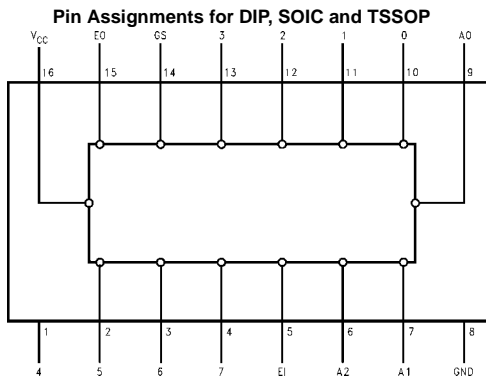 Pin Assignments for DIP, SOIC and TSSOP
VCC E0 GS 3 2 1 0 A0
16 15 14 13 12 11 10 9
1 2 3 4 5 6 7 8
4 5 6 7 EI A2 A1 GND